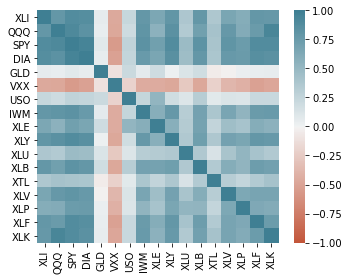 XLI
QQQ
SPY
DIA
GLD
VXX
USO
IWM
XLE
XLY
XLU
XLB
XTL
XLV
XLP
XLF
XLK
XLI QQQ SPY DIA GLD VXX USO IWM XLE XLY XLU XLB XTL XLV XLP XLF XLK
1.00
0.75
0.50
0.25
0.00
−0.25
−0.50
−0.75
−1.00